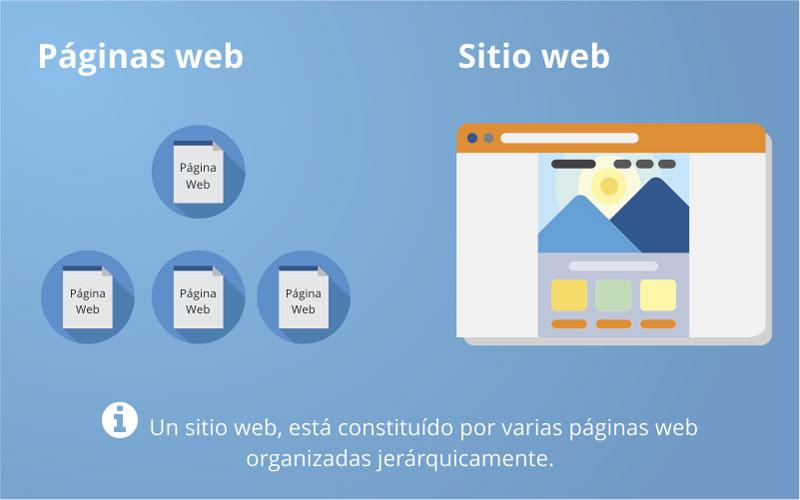 Páginas web
Sitio web
Página
Web
Página
Web
Página
Web
Página
Web
Un sitio web, está constituído por varias páginas web
organizadas jerárquicamente.